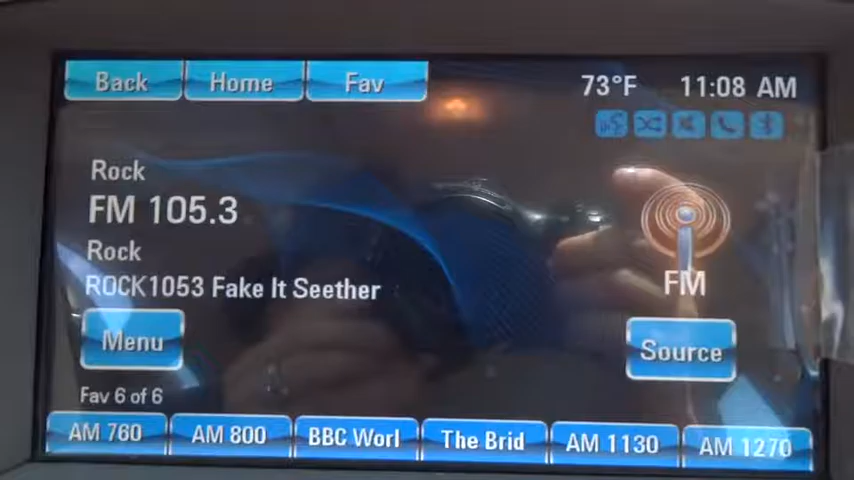 Back Home Fav 73°F 11:08 AM
Rock
FM 105.3
Rock
ROCK1053 Fake It Seether
FM
Menu
Source
Fav 6 of 6
AM 760 AM 800 BBC Worl The Brid AM 1130 AM 1270